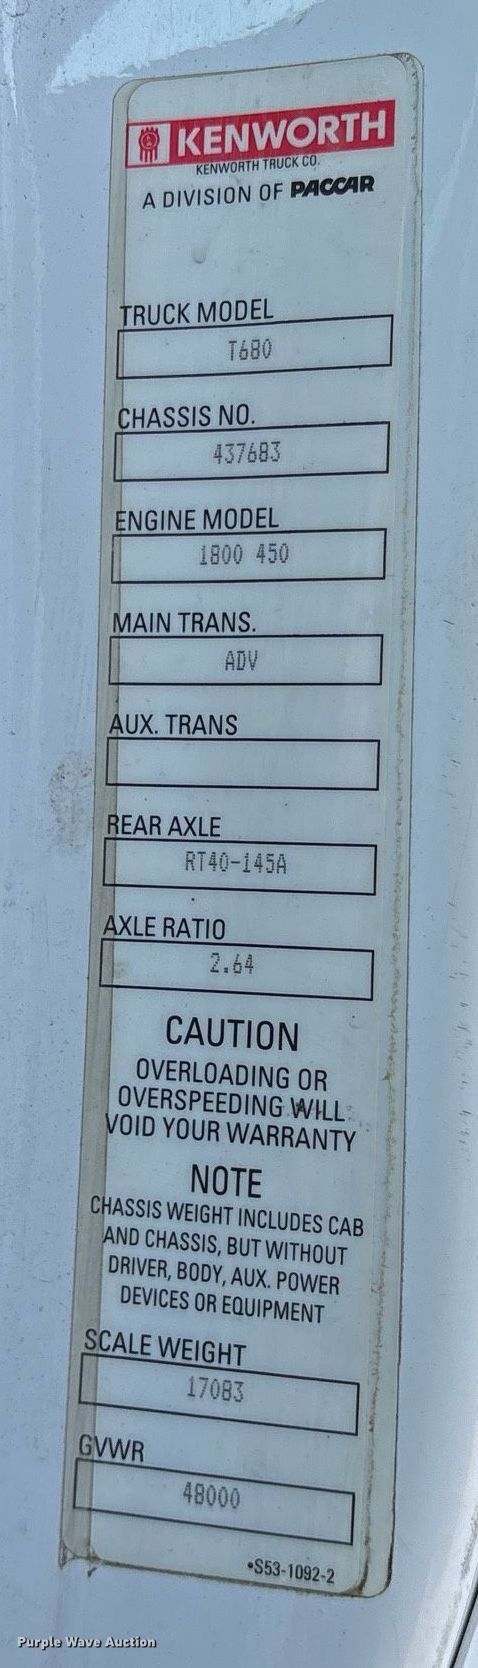 KENWORTH
KENWORTH TRUCK CO.
A DIVISION OF PACCAR
TRUCK MODEL
T680
CHASSIS NO.
437683
ENGINE MODEL
1800 450
MAIN TRANS.
ADV
AUX. TRANS
REAR AXLE
RT40-145A
AXLE RATIO
2.64
CAUTION
OVERLOADING OR
OVERSPEEDING WILL
VOID YOUR WARRANTY
NOTE
CHASSIS WEIGHT INCLUDES CAB
AND CHASSIS, BUT WITHOUT
DRIVER, BODY, AUX. POWER
DEVICES OR EQUIPMENT
SCALE WEIGHT
17083
GVWR
48000
•S53-1092-2
Purple Wave Auction